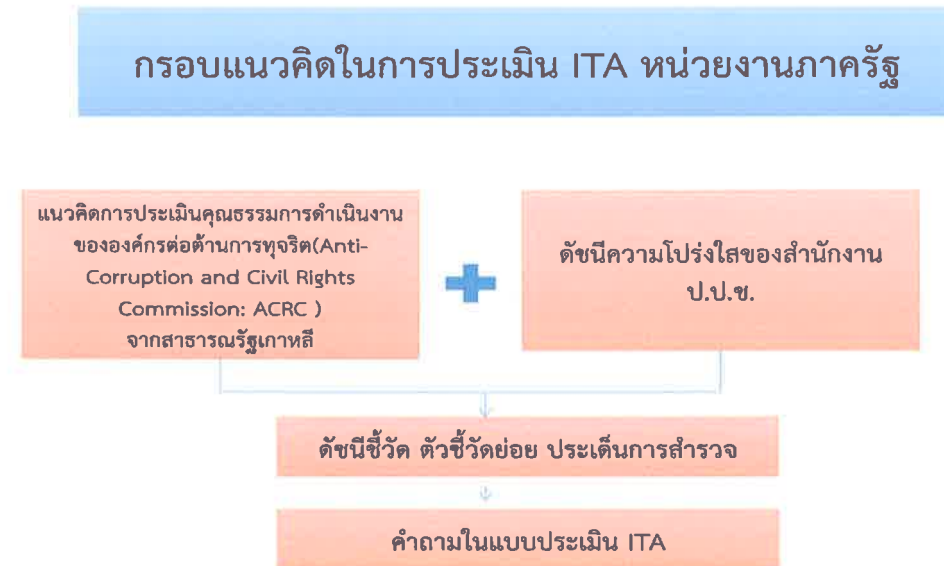 กรอบแนวคิดในการประเมิน ITA หน่วยงานภาครัฐ
แนวคิดการประเมินคุณธรรมการดำเนินงาน
ขององค์กรต่อต้านการทุจริต(Anti-
Corruption and Civil Rights
Commission: ACRC )
จากสาธารณรัฐเกาหลี
ดัชนีความโปร่งใสของสำนักงาน
ป.ป.ช.
ดัชนีชี้วัด ตัวชี้วัดย่อย ประเด็นการสำรวจ
คำถามในแบบประเมิน ITA